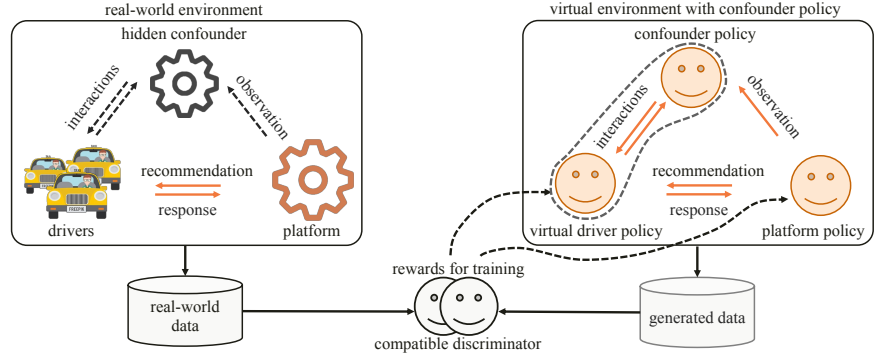 real-world environment
hidden confounder
interactions
observation
recommendation
response
FREEPIK
drivers
platform
virtual environment with confounder policy
confounder policy
interactions
observation
recommendation
response
virtual driver policy
platform policy
rewards for training
real-world
data
generated data
compatible discriminator